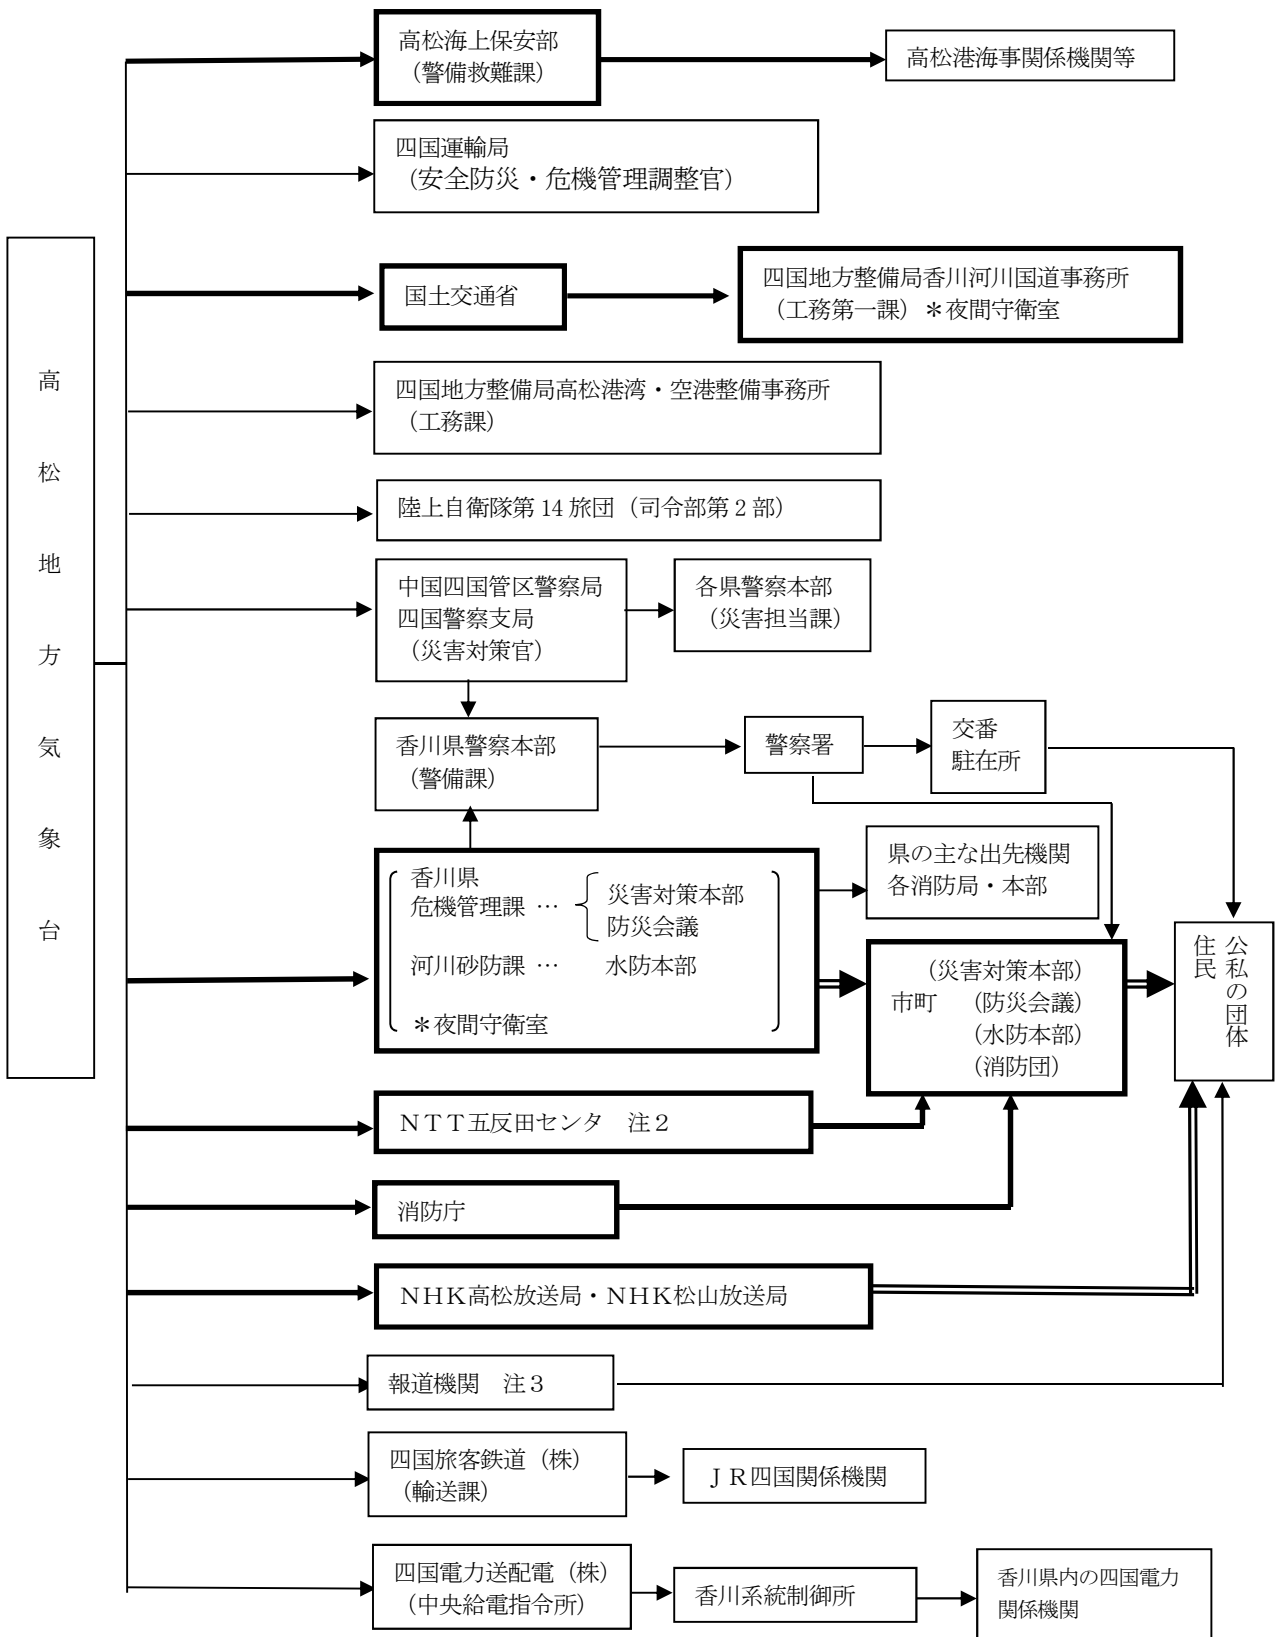 高松地方気象台
高松海上保安部
（警備救難課）
高松港海事関係機関等
四国運輸局
（安全防災・危機管理調整官）
国土交通省
四国地方整備局香川河川国道事務所
（工務第一課）＊夜間守衛室
四国地方整備局高松港湾・空港整備事務所
（工務課）
陸上自衛隊第 14 旅団（司令部第 2 部）
中国四国管区警察局
四国警察支局
（災害対策官）
各県警察本部
（災害担当課）
香川県警察本部
（警備課）
警察署
交番
駐在所
香川県
危機管理課 …
災害対策本部
防災会議
河川砂防課 …　水防本部
＊夜間守衛室
県の主な出先機関
各消防局・本部
（災害対策本部）
市町　（防災会議）
（水防本部）
（消防団）
公私の団体
住民
ＮＴＴ五反田センタ　注２
消防庁
ＮＨＫ高松放送局・ＮＨＫ松山放送局
報道機関　注３
四国旅客鉄道（株）
（輸送課）
ＪＲ四国関係機関
四国電力送配電（株）
（中央給電指令所）
香川系統制御所
香川県内の四国電力
関係機関